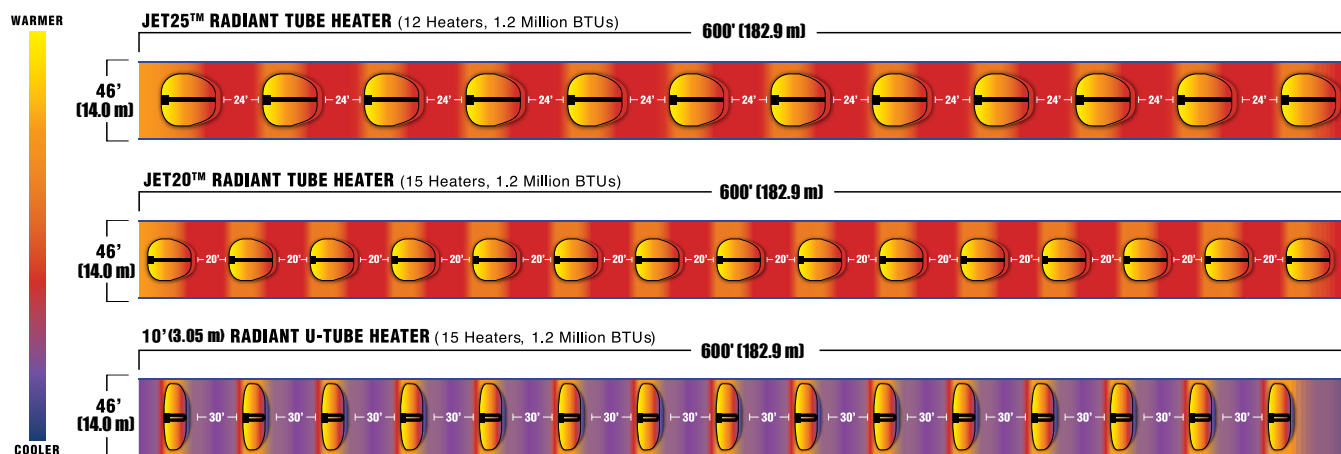 WARMER
JET25™ RADIANT TUBE HEATER (12 Heaters, 1.2 Million BTUs)
600' (182.9 m)
46'
(14.0 m)
24' 24' 24' 24' 24' 24' 24' 24' 24' 24' 24'
JET20™ RADIANT TUBE HEATER (15 Heaters, 1.2 Million BTUs)
600' (182.9 m)
46'
(14.0 m)
20' 20' 20' 20' 20' 20' 20' 20' 20' 20' 20' 20' 20' 20'
10' (3.05 m) RADIANT U-TUBE HEATER (15 Heaters, 1.2 Million BTUs)
600' (182.9 m)
46'
(14.0 m)
30' 30' 30' 30' 30' 30' 30' 30' 30' 30' 30' 30' 30' 30'
COOLER